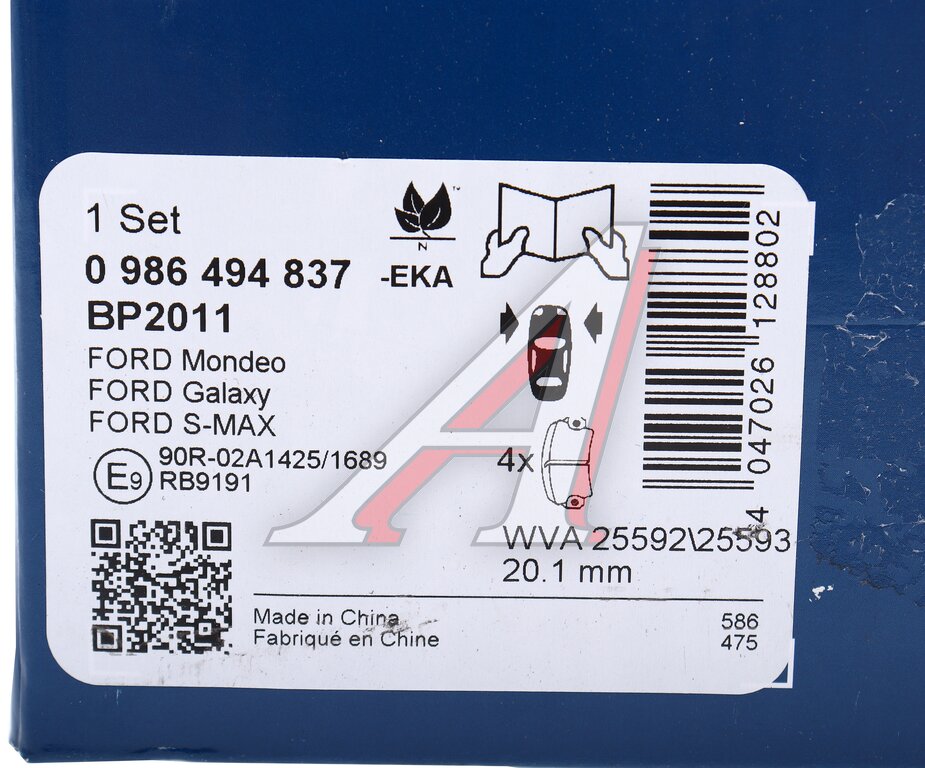 1 Set
0 986 494 837 -EKA
BP2011
FORD Mondeo
FORD Galaxy
FORD S-MAX
E9 90R-02A1425/1689
RB9191
N
™
4x
WVA 25592\25593
20.1 mm
Made in China
Fabriqué en Chine
586
475
4 047026 128802